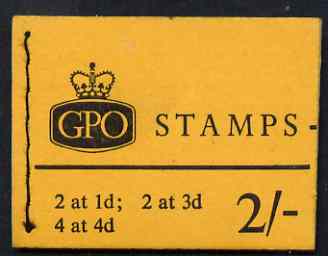 GPO STAMPS
2 at 1d; 2 at 3d
4 at 4d
2/-